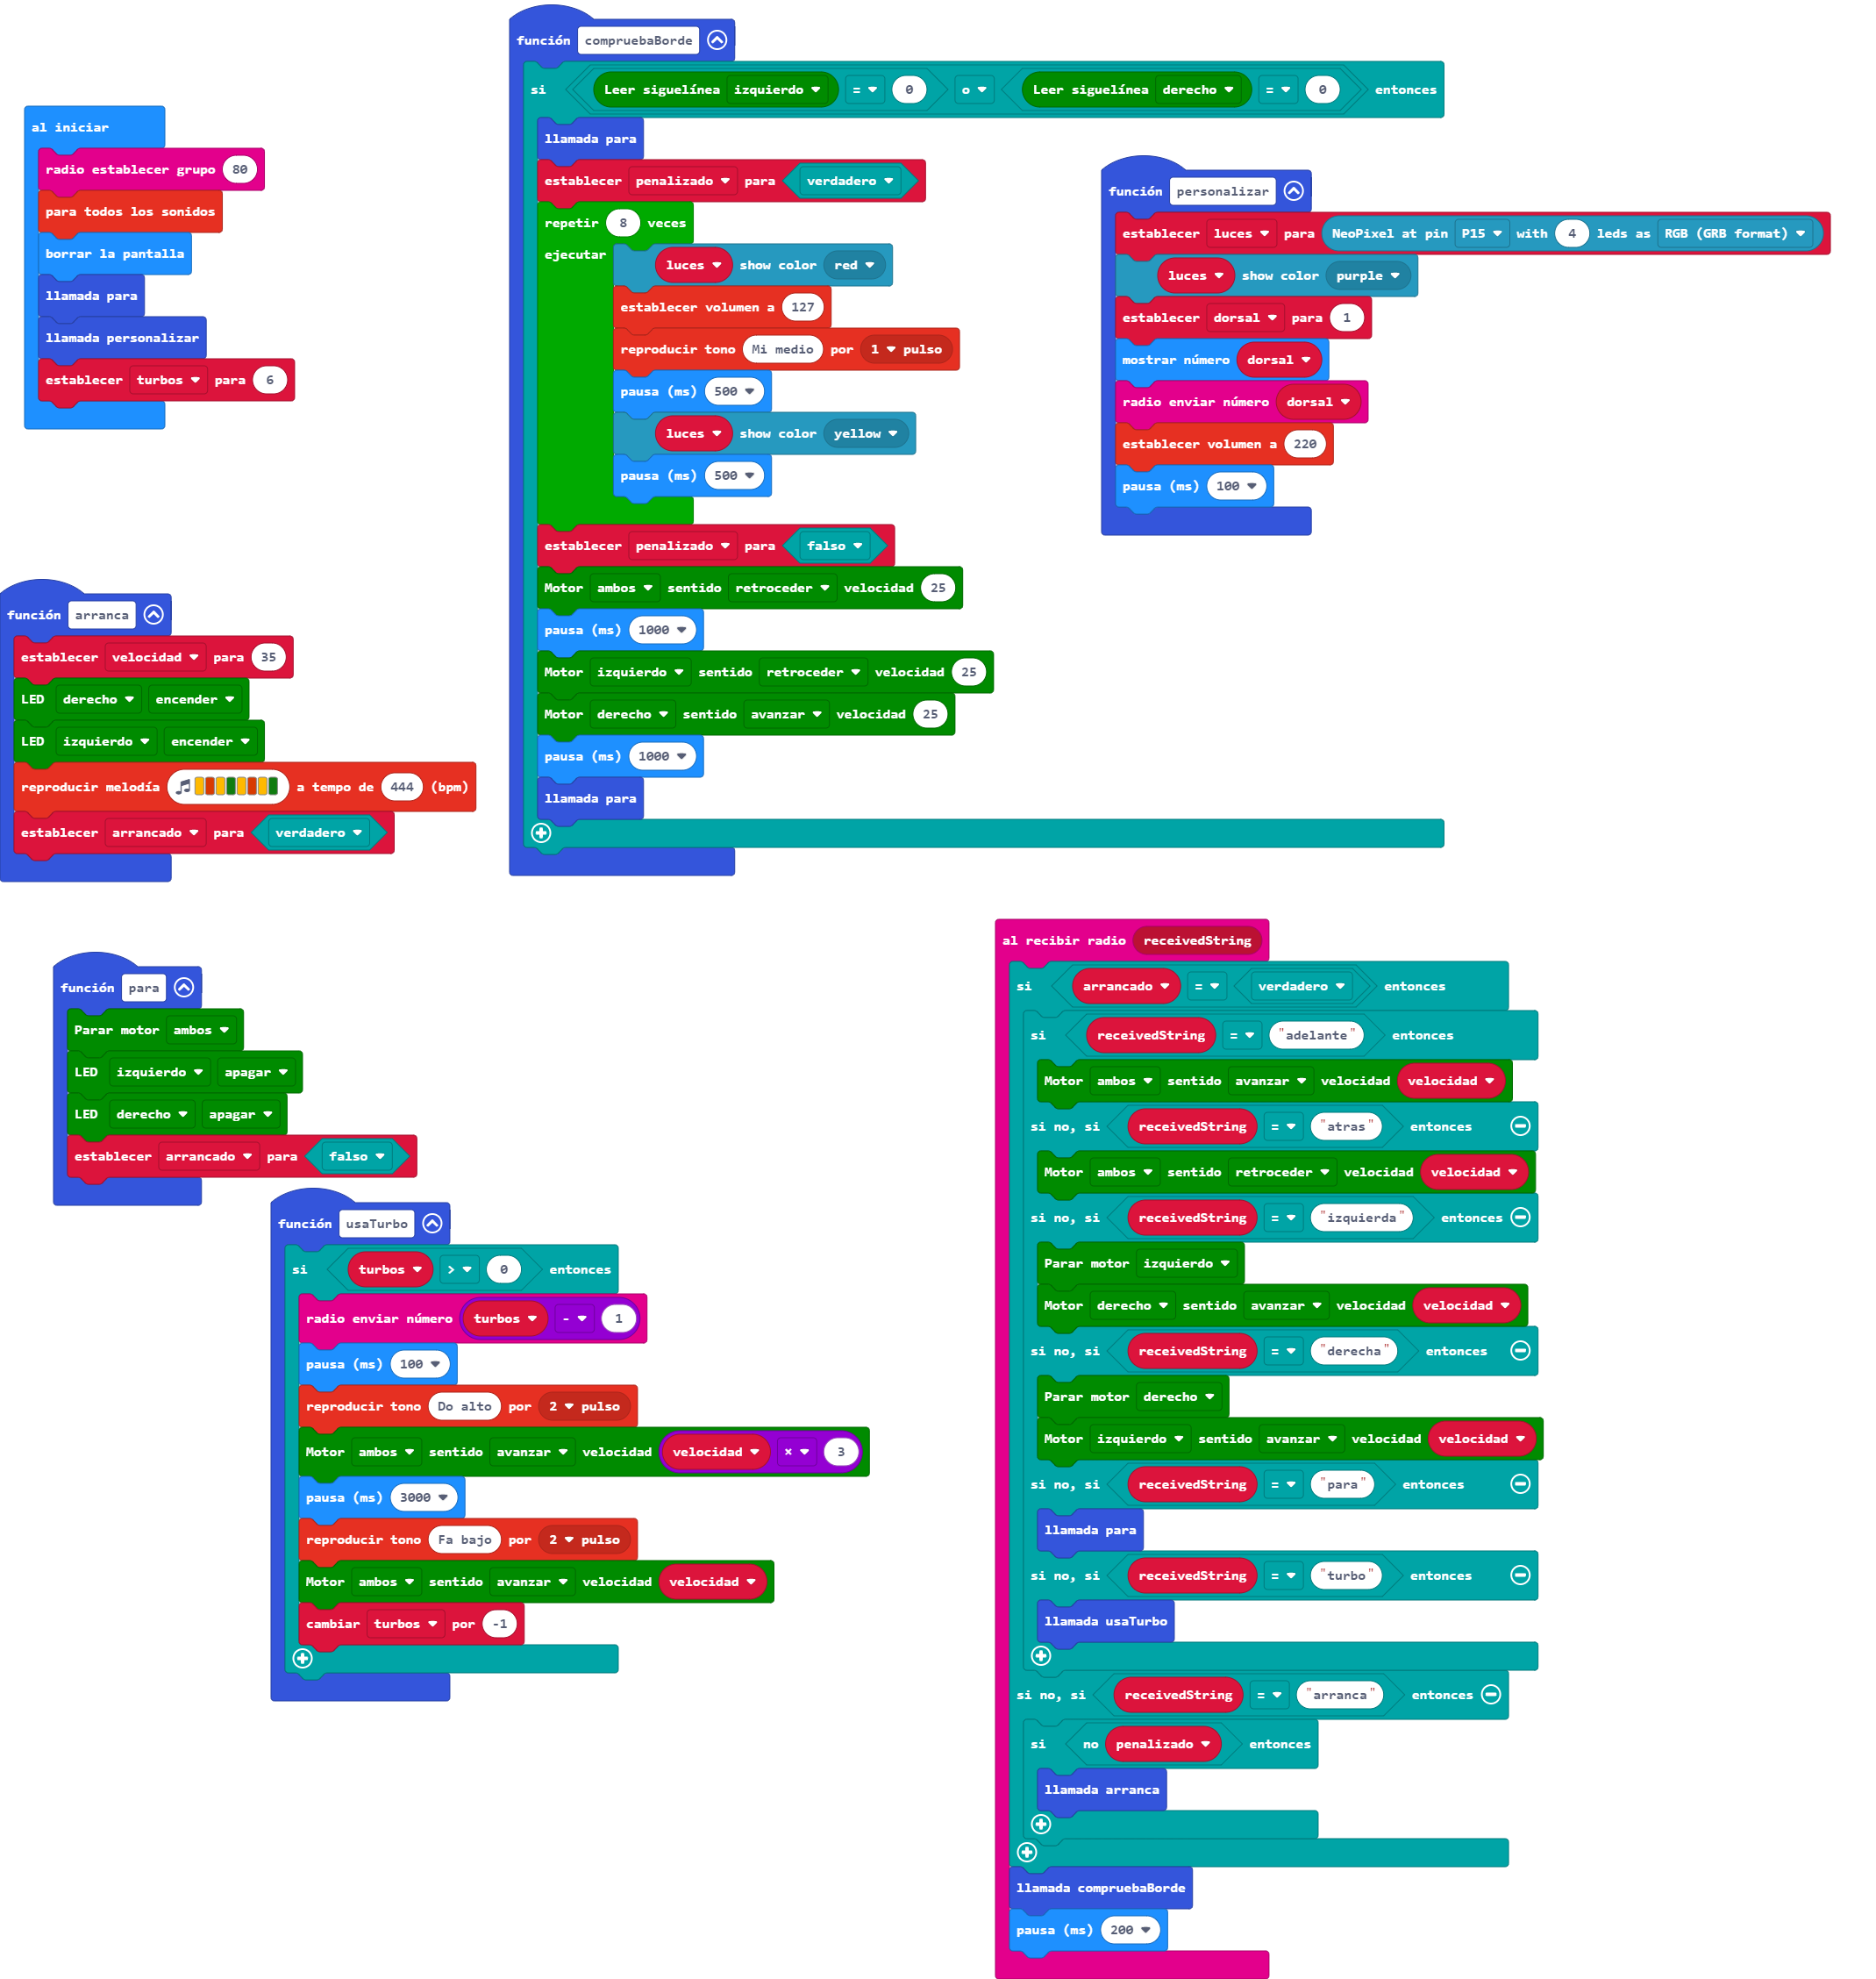 al iniciar
radio establecer grupo 80
para todos los sonidos
borrar la pantalla
llamada para
llamada personalizar
establecer turbos para 6
función compruebaBorde
si Leer siguelínea izquierdo = 0 o Leer siguelínea derecho = 0 entonces
llamada para
establecer penalizado para verdadero
repetir 8 veces
ejecutar
luces show color red
establecer volumen a 127
reproducir tono Mi medio por 1 pulso
pausa (ms) 500
luces show color yellow
pausa (ms) 500
establecer penalizado para falso
Motor ambos sentido retroceder velocidad 25
pausa (ms) 1000
Motor izquierdo sentido retroceder velocidad 25
Motor derecho sentido avanzar velocidad 25
pausa (ms) 1000
llamada para
función personalizar
establecer luces para NeoPixel at pin P15 with 4 leds as RGB (GRB format)
luces show color purple
establecer dorsal para 1
mostrar número dorsal
radio enviar número dorsal
establecer volumen a 220
pausa (ms) 100
función arranca
establecer velocidad para 35
LED derecho encender
LED izquierdo encender
reproducir melodía a tempo de 444 (bpm)
establecer arrancado para verdadero
función para
Parar motor ambos
LED izquierdo apagar
LED derecho apagar
establecer arrancado para falso
función usaTurbo
si turbos > 0 entonces
radio enviar número turbos - 1
pausa (ms) 100
reproducir tono Do alto por 2 pulso
Motor ambos sentido avanzar velocidad velocidad × 3
pausa (ms) 3000
reproducir tono Fa bajo por 2 pulso
Motor ambos sentido avanzar velocidad velocidad
cambiar turbos por -1
al recibir radio receivedString
si arrancado = verdadero entonces
si receivedString = "adelante" entonces
Motor ambos sentido avanzar velocidad velocidad
si no, si receivedString = "atras" entonces
Motor ambos sentido retroceder velocidad velocidad
si no, si receivedString = "izquierda" entonces
Parar motor izquierdo
Motor derecho sentido avanzar velocidad velocidad
si no, si receivedString = "derecha" entonces
Parar motor derecho
Motor izquierdo sentido avanzar velocidad velocidad
si no, si receivedString = "para" entonces
llamada para
si no, si receivedString = "turbo" entonces
llamada usaTurbo
si no, si receivedString = "arranca" entonces
si no penalizado entonces
llamada arranca
llamada compruebaBorde
pausa (ms) 200